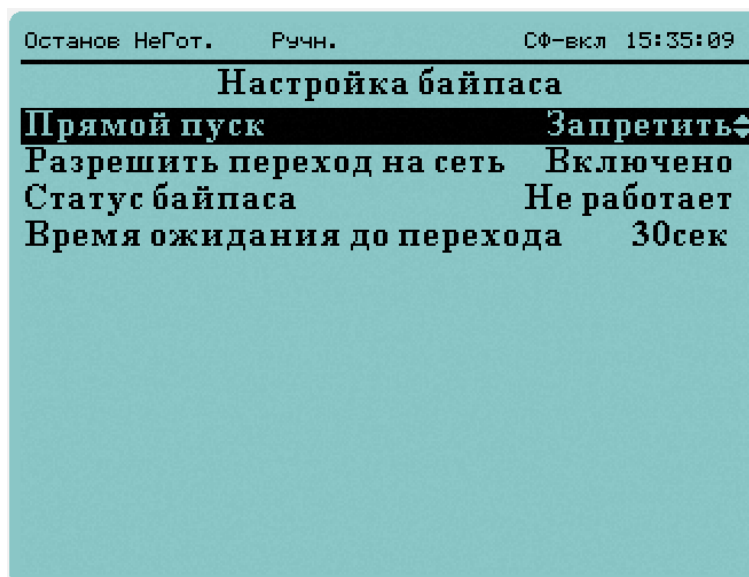 Останов НеГот. Ручн. СФ-вкл 15:35:09
Настройка байпаса
Прямой пуск Запретить
Разрешить переход на сеть Включено
Статус байпаса Не работает
Время ожидания до перехода 30сек